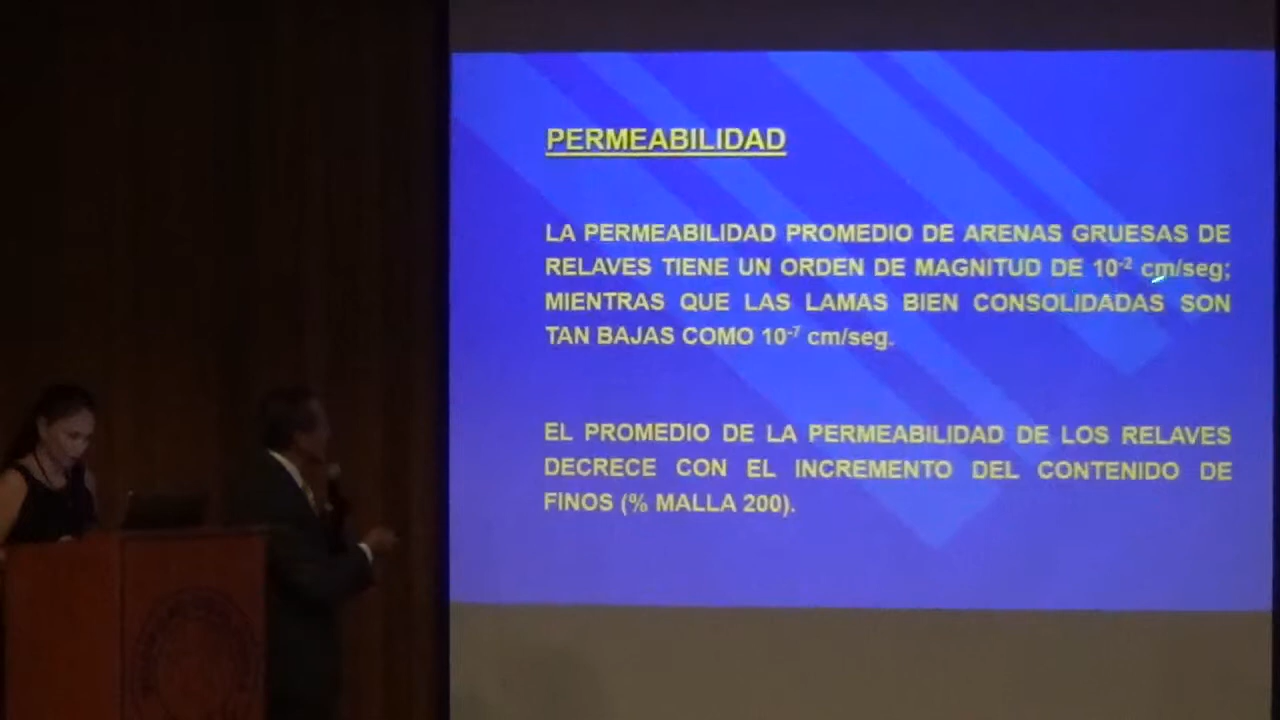 PERMEABILIDAD
LA PERMEABILIDAD PROMEDIO DE ARENAS GRUESAS DE
RELAVES TIENE UN ORDEN DE MAGNITUD DE 10⁻² cm/seg;
MIENTRAS QUE LAS LAMAS BIEN CONSOLIDADAS SON
TAN BAJAS COMO 10⁻⁷ cm/seg.
EL PROMEDIO DE LA PERMEABILIDAD DE LOS RELAVES
DECRECE CON EL INCREMENTO DEL CONTENIDO DE
FINOS (% MALLA 200).